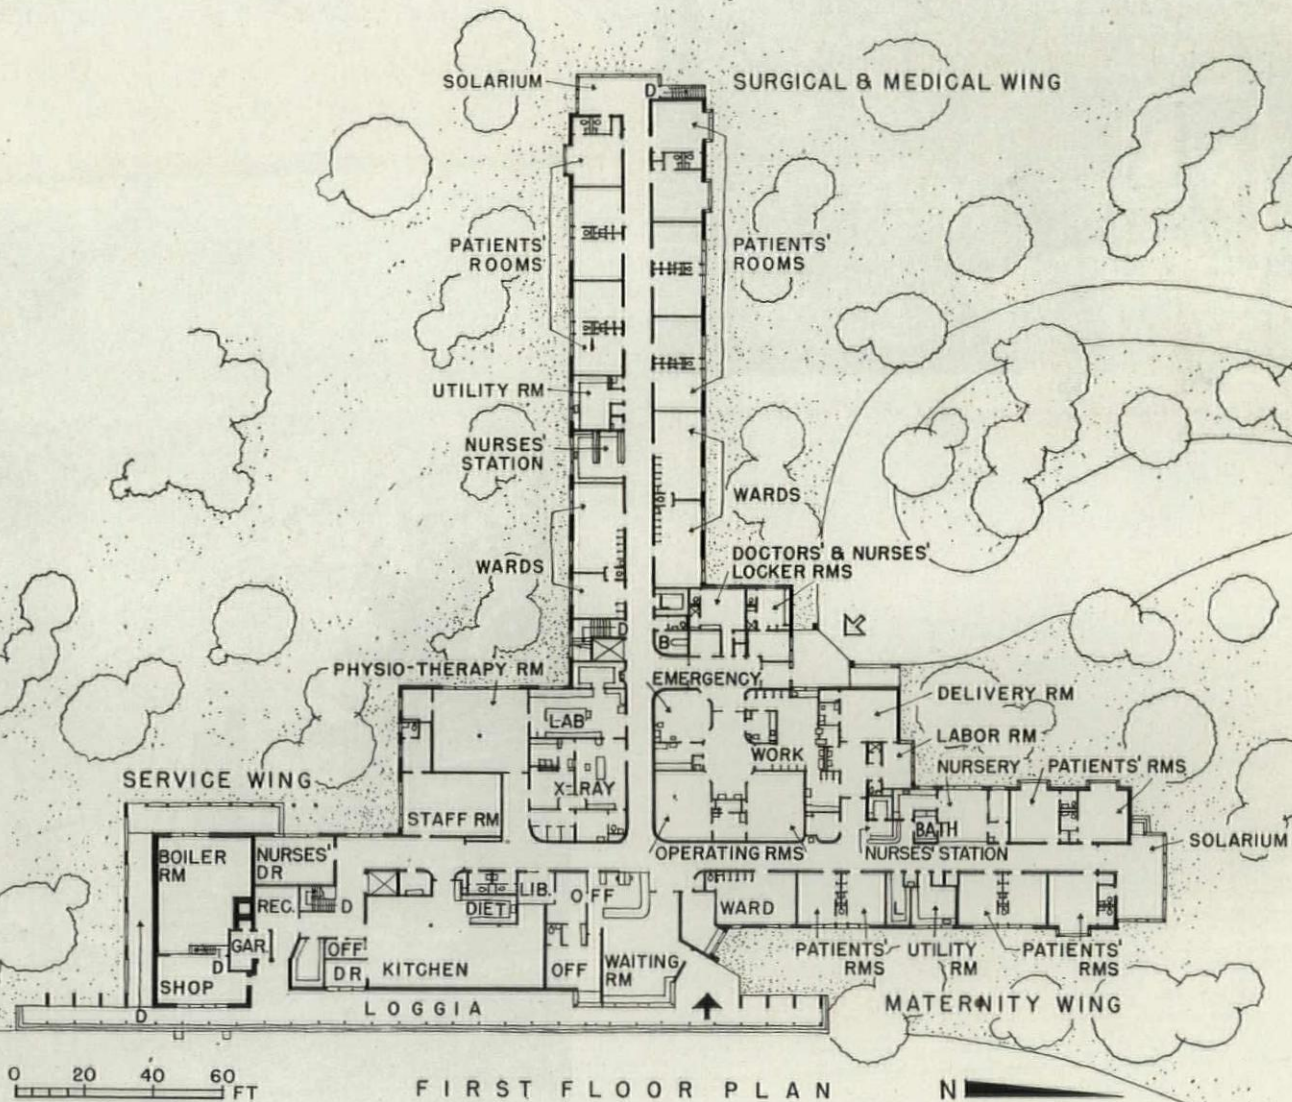 SOLARIUM
D
SURGICAL & MEDICAL WING
PATIENTS'
ROOMS
PATIENTS'
ROOMS
UTILITY RM
NURSES'
STATION
WARDS
WARDS
DOCTORS' & NURSES'
LOCKER RMS
L
D
B
PHYSIO-THERAPY RM
EMERGENCY
DELIVERY RM
LAB
LABOR RM
WORK
NURSERY
PATIENTS' RMS
SERVICE WING
X-RAY
STAFF RM
BATH
SOLARIUM
BOILER
RM
NURSES'
DR
OPERATING RMS
NURSES' STATION
REC.
D
DIET
LIB.
OFF
WARD
L
GAR
OFF
D
DR
KITCHEN
OFF
WAITING
RM
PATIENTS'
RMS
UTILITY
RM
PATIENTS'
RMS
SHOP
D
LOGGIA
MATERNITY WING
0 20 40 60
FT
FIRST FLOOR PLAN
N